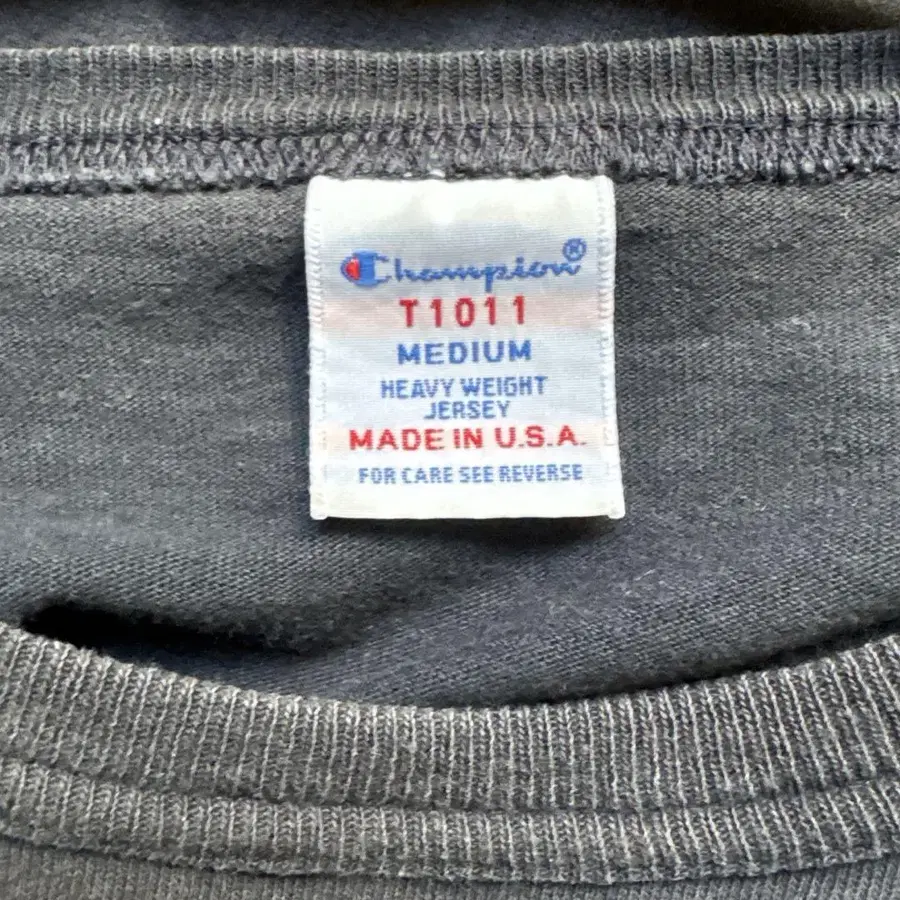 Champion®
T1011
MEDIUM
HEAVY WEIGHT
JERSEY
MADE IN U.S.A.
FOR CARE SEE REVERSE